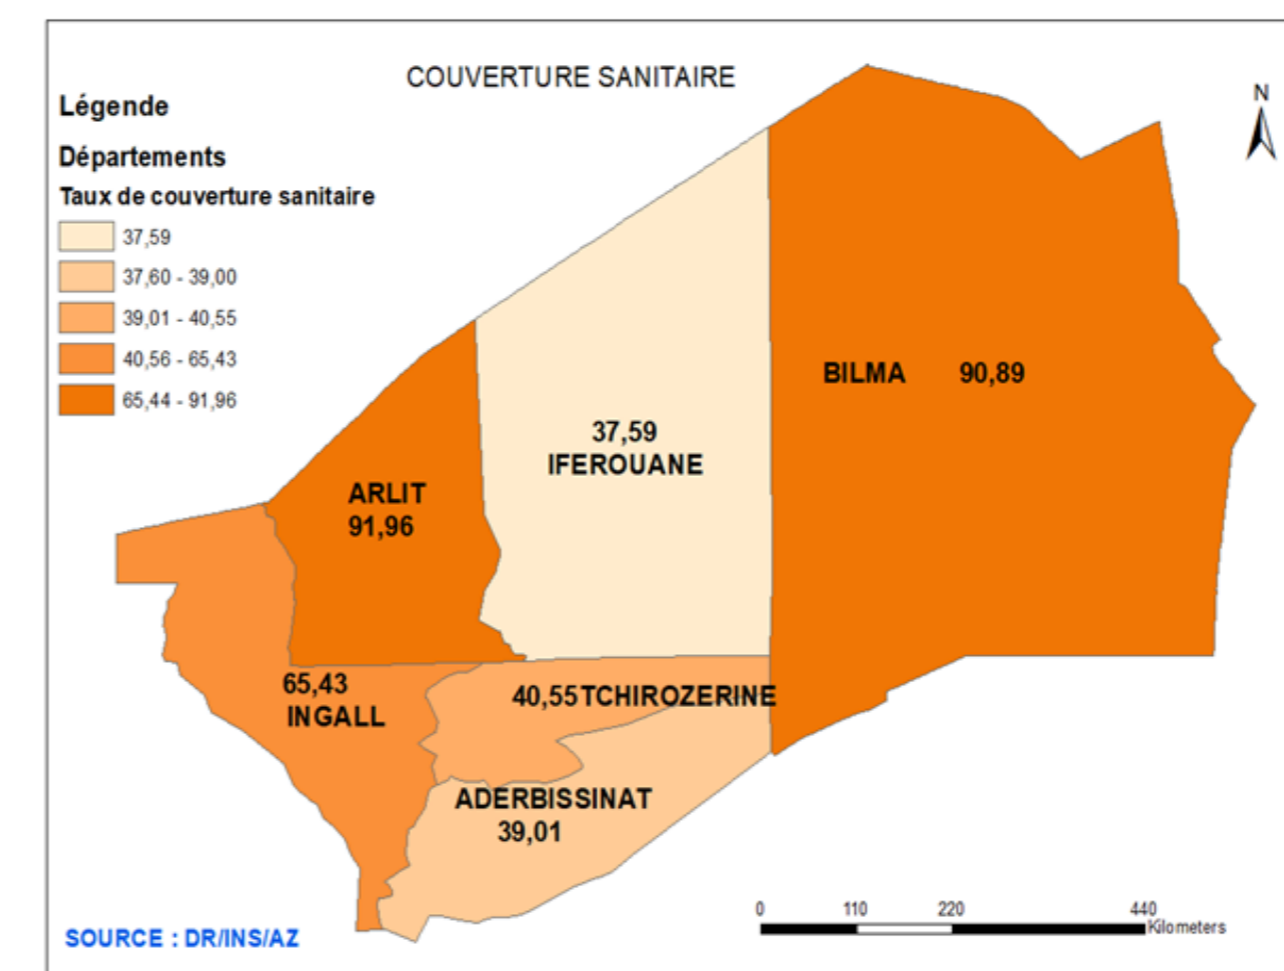 COUVERTURE SANITAIRE
N
Légende
Départements
Taux de couverture sanitaire
37,59
37,60 - 39,00
39,01 - 40,55
40,56 - 65,43
65,44 - 91,96
BILMA 90,89
37,59
IFEROUANE
ARLIT
91,96
65,43
INGALL
40,55TCHIROZERINE
ADERBISSINAT
39,01
0 110 220 440
Kilometers
SOURCE : DR/INS/AZ